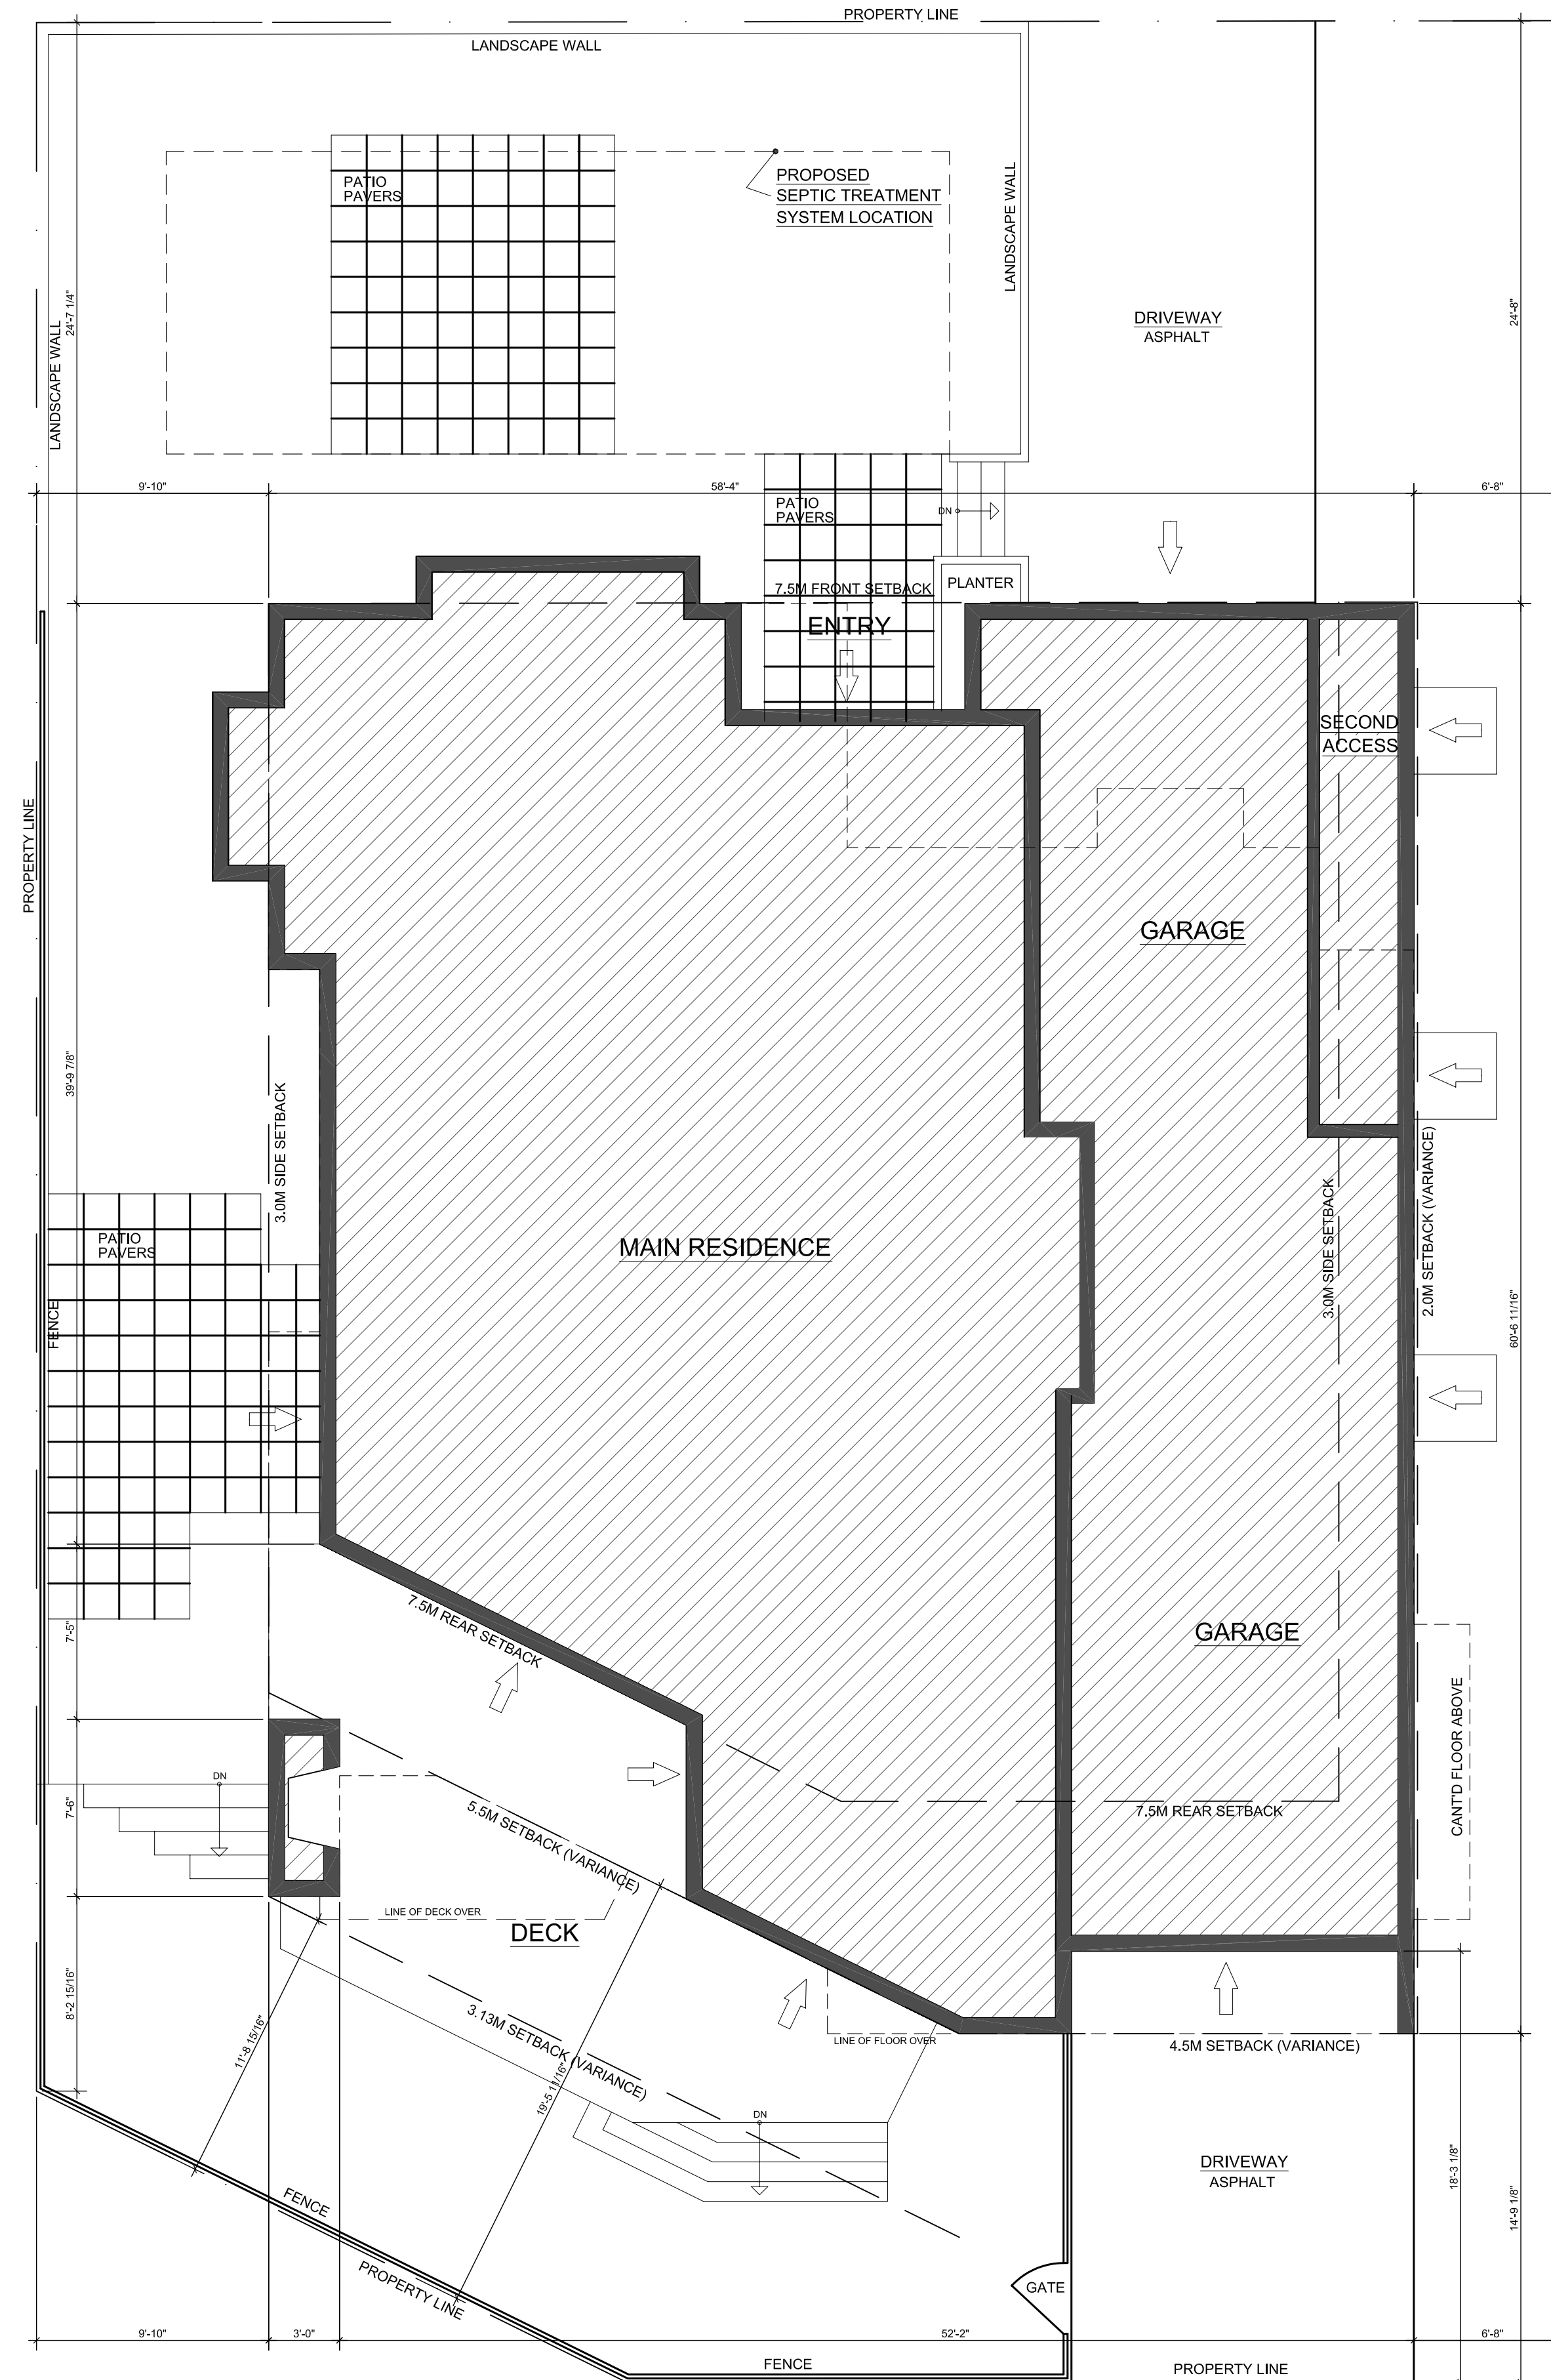 PROPERTY LINE
LANDSCAPE WALL
PATIO
PAVERS
PROPOSED
SEPTIC TREATMENT
SYSTEM LOCATION
LANDSCAPE WALL
LANDSCAPE WALL
24'-7 1/4"
DRIVEWAY
ASPHALT
24'-8"
9'-10"
58'-4"
6'-8"
PATIO
PAVERS
DN
7.5M FRONT SETBACK
PLANTER
ENTRY
SECOND
ACCESS
PROPERTY LINE
GARAGE
39'-9 7/8"
3.0M SIDE SETBACK
MAIN RESIDENCE
3.0M SIDE SETBACK
2.0M SETBACK (VARIANCE)
60'-6 11/16"
PATIO
PAVERS
FENCE
7.5M REAR SETBACK
7'-5"
GARAGE
CANT'D FLOOR ABOVE
DN
7'-6"
5.5M SETBACK (VARIANCE)
7.5M REAR SETBACK
LINE OF DECK OVER
DECK
8'-2 15/16"
11'-8 15/16"
3.13M SETBACK (VARIANCE)
19'-5 11/16"
LINE OF FLOOR OVER
4.5M SETBACK (VARIANCE)
DN
DRIVEWAY
ASPHALT
18'-3 1/8"
14'-9 1/8"
FENCE
PROPERTY LINE
GATE
9'-10"
3'-0"
52'-2"
6'-8"
FENCE
PROPERTY LINE